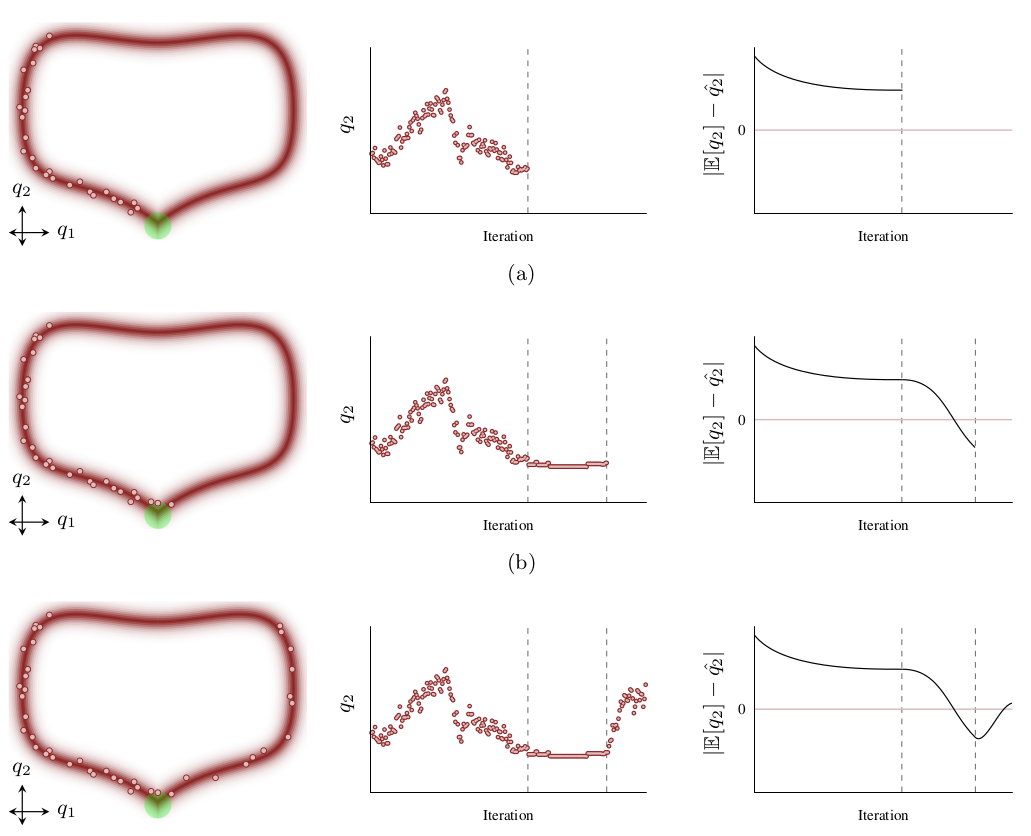 q₂
q₁
q₂
Iteration
|𝔼[q₂] − q̂₂|
0
Iteration
(a)
q₂
q₁
q₂
Iteration
|𝔼[q₂] − q̂₂|
0
Iteration
(b)
q₂
q₁
q₂
Iteration
|𝔼[q₂] − q̂₂|
0
Iteration